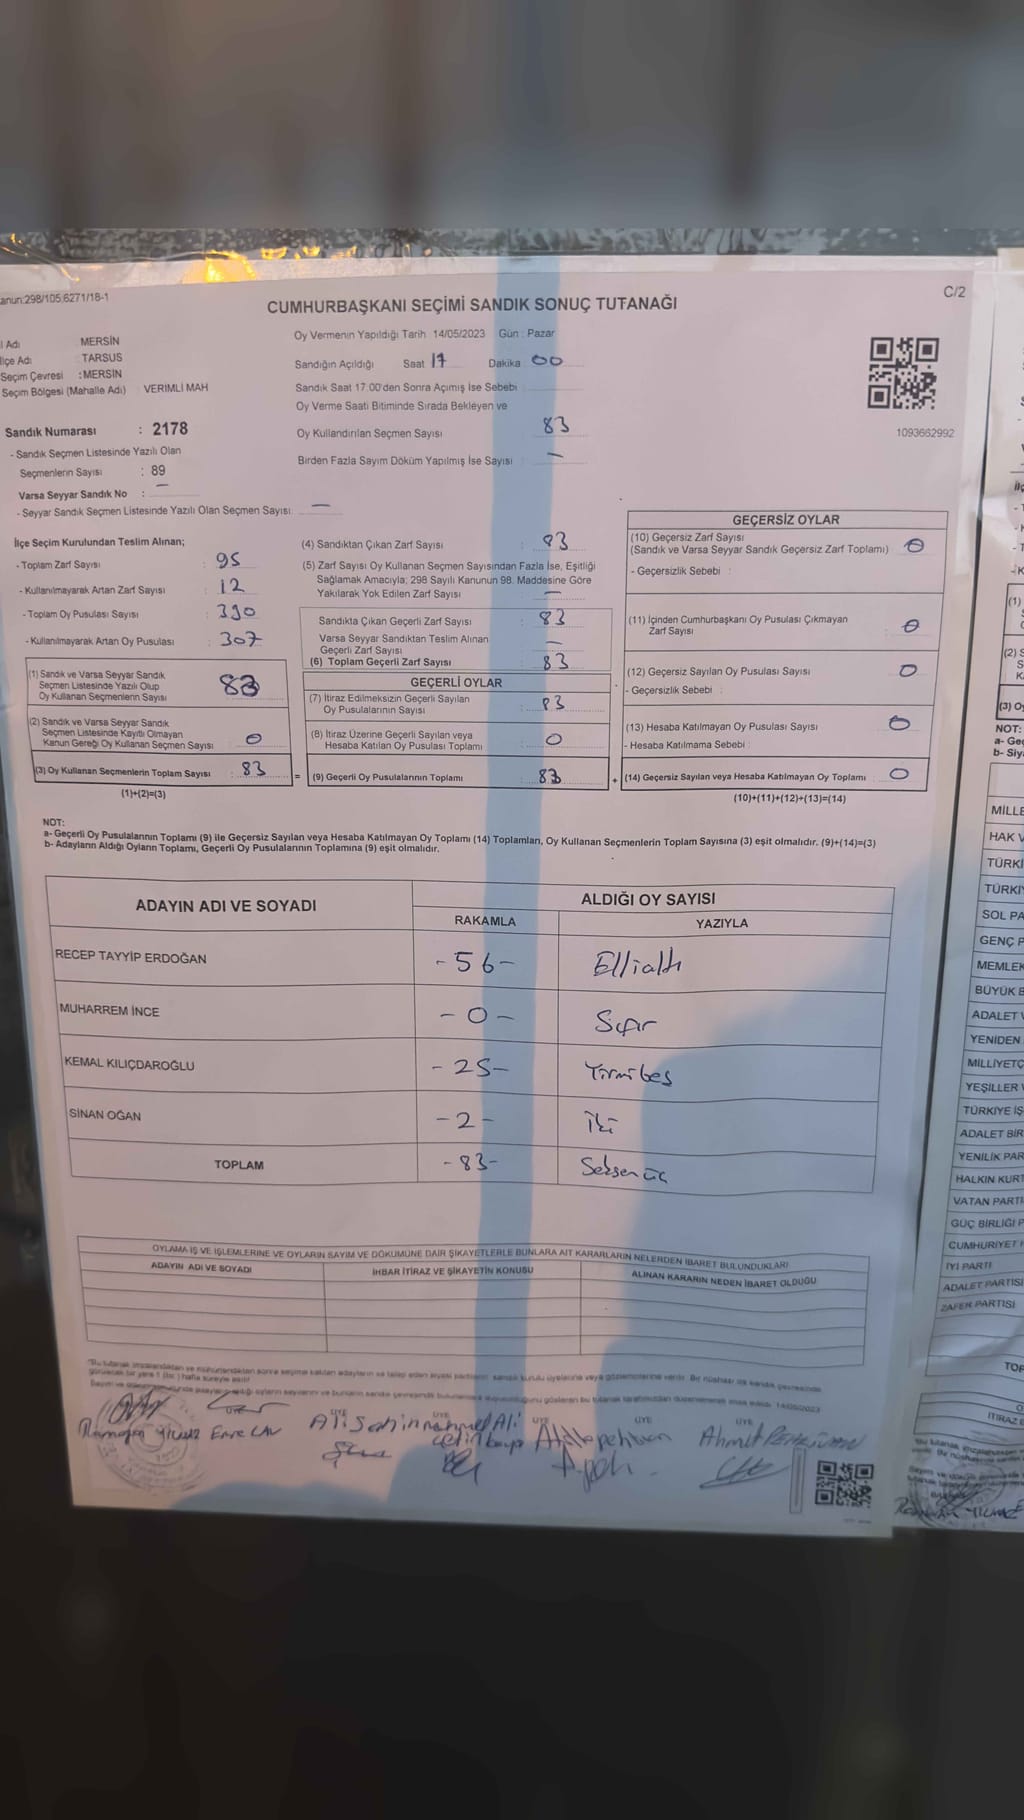 anun:298/105,6271/18-1
C/2
CUMHURBAŞKANI SEÇİMİ SANDIK SONUÇ TUTANAĞI
Oy Vermenin Yapıldığı Tarih : 14/05/2023 Gün : Pazar
l Adı : MERSİN
lçe Adı : TARSUS
Seçim Çevresi : MERSİN
Seçim Bölgesi (Mahalle Adı) VERIMLI MAH
Sandığın Açıldığı Saat 17 Dakika 00
Sandık Saat 17:00'den Sonra Açımış İse Sebebi :
Oy Verme Saati Bitiminde Sırada Bekleyen ve
Oy Kullandırılan Seçmen Sayısı : 83
Birden Fazla Sayım Döküm Yapılmış İse Sayısı : —
1093662992
Sandık Numarası : 2178
- Sandık Seçmen Listesinde Yazılı Olan
Seçmenlerin Sayısı : 89
Varsa Seyyar Sandık No : —
- Seyyar Sandık Seçmen Listesinde Yazılı Olan Seçmen Sayısı: —
İlçe Seçim Kurulundan Teslim Alınan;
- Toplam Zarf Sayısı : 95
- Kullanılmayarak Artan Zarf Sayısı : 12
- Toplam Oy Pusulası Sayısı : 390
- Kullanılmayarak Artan Oy Pusulası : 307
(1) Sandık ve Varsa Seyyar Sandık
Seçmen Listesinde Yazılı Olup
Oy Kullanan Seçmenlerin Sayısı 83
(2) Sandık ve Varsa Seyyar Sandık
Seçmen Listesinde Kayıtlı Olmayan
Kanun Gereği Oy Kullanan Seçmen Sayısı 0
(3) Oy Kullanan Seçmenlerin Toplam Sayısı : 83
(1)+(2)=(3)
(4) Sandıktan Çıkan Zarf Sayısı : 83
(5) Zarf Sayısı Oy Kullanan Seçmen Sayısından Fazla İse, Eşitliği
Sağlamak Amacıyla; 298 Sayılı Kanunun 98. Maddesine Göre
Yakılarak Yok Edilen Zarf Sayısı : —
Sandıkta Çıkan Geçerli Zarf Sayısı : 83
Varsa Seyyar Sandıktan Teslim Alınan
Geçerli Zarf Sayısı : —
(6) Toplam Geçerli Zarf Sayısı : 83
GEÇERLİ OYLAR
(7) İtiraz Edilmeksizin Geçerli Sayılan
Oy Pusulalarının Sayısı : 83
(8) İtiraz Üzerine Geçerli Sayılan veya
Hesaba Katılan Oy Pusulası Toplamı : 0
= (9) Geçerli Oy Pusulalarının Toplamı : 83
GEÇERSİZ OYLAR
(10) Geçersiz Zarf Sayısı
(Sandık ve Varsa Seyyar Sandık Geçersiz Zarf Toplamı) : 0
- Geçersizlik Sebebi :
(11) İçinden Cumhurbaşkanı Oy Pusulası Çıkmayan
Zarf Sayısı : 0
(12) Geçersiz Sayılan Oy Pusulası Sayısı : 0
- Geçersizlik Sebebi :
(13) Hesaba Katılmayan Oy Pusulası Sayısı : 0
- Hesaba Katılmama Sebebi :
+ (14) Geçersiz Sayılan veya Hesaba Katılmayan Oy Toplamı : 0
(10)+(11)+(12)+(13)=(14)
NOT:
a- Geçerli Oy Pusulalarının Toplamı (9) ile Geçersiz Sayılan veya Hesaba Katılmayan Oy Toplamı (14) Toplamları, Oy Kullanan Seçmenlerin Toplam Sayısına (3) eşit olmalıdır. (9)+(14)=(3)
b- Adayların Aldığı Oyların Toplamı, Geçerli Oy Pusulalarının Toplamına (9) eşit olmalıdır.
ADAYIN ADI VE SOYADI ALDIĞI OY SAYISI
RAKAMLA YAZIYLA
RECEP TAYYİP ERDOĞAN -56- Ellialtı
MUHARREM İNCE -0- Sıfır
KEMAL KILIÇDAROĞLU -25- Yirmibeş
SİNAN OĞAN -2- İki
TOPLAM -83- Seksenüç
OYLAMA İŞ VE İŞLEMLERİNE VE OYLARIN SAYIM VE DÖKÜMÜNE DAİR ŞİKAYETLERLE BUNLARA AİT KARARLARIN NELERDEN İBARET BULUNDUKLARI
ADAYIN ADI VE SOYADI İHBAR İTİRAZ VE ŞİKAYETİN KONUSU ALINAN KARARIN NEDEN İBARET OLDUĞU
ÜYE ÜYE ÜYE ÜYE ÜYE
Ramazan YILMAZ Emre Ali Şahin Ahmet PEHLİVAN
MİLLE
HAK V
TÜRKİ
TÜRKİY
SOL PA
GENÇ P
MEMLEK
BÜYÜK B
ADALET V
YENİDEN
MİLLİYETÇ
YEŞİLLER V
TÜRKİYE İŞ
ADALET BİR
YENİLİK PAR
HALKIN KURT
VATAN PARTİ
GÜÇ BİRLİĞİ P
CUMHURİYET H
İYİ PARTİ
ADALET PARTİSİ
ZAFER PARTİSİ
TOP
İTİRAZ E